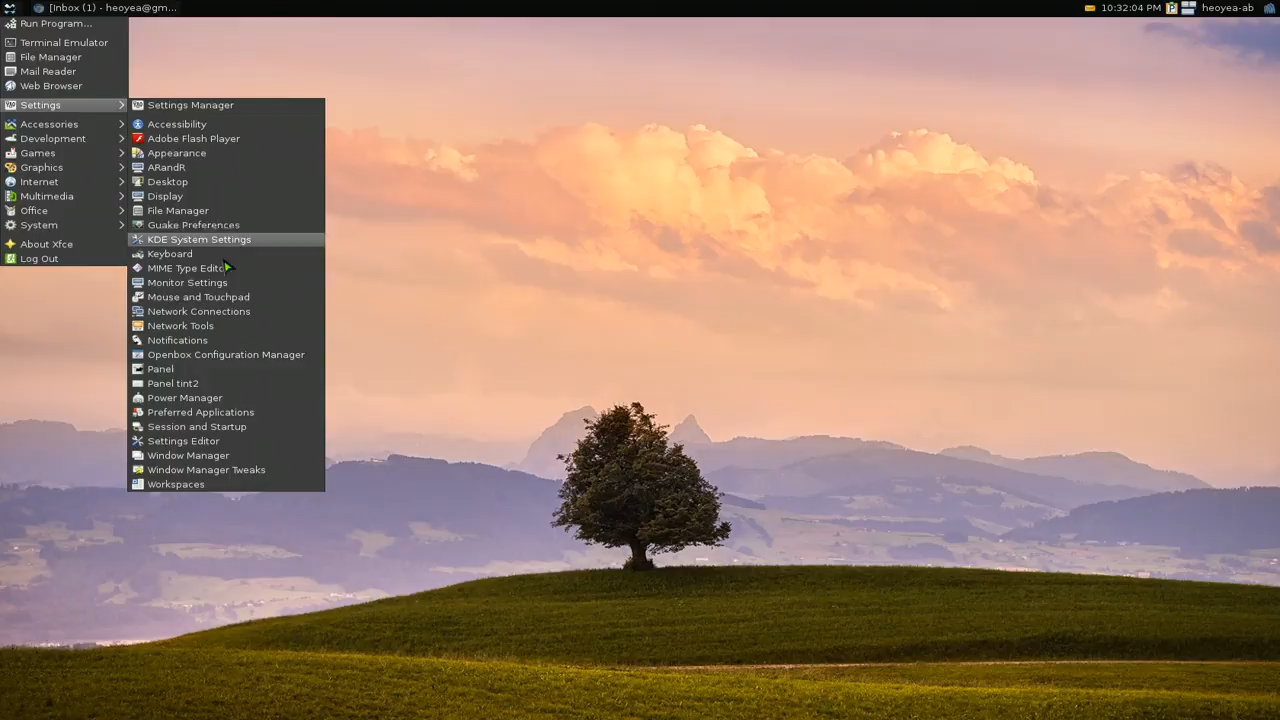 [Inbox (1) - heoyea@gm...
10:32:04 PM
heoyea-ab
Run Program...
Terminal Emulator
File Manager
Mail Reader
Web Browser
Settings
Accessories
Development
Games
Graphics
Internet
Multimedia
Office
System
About Xfce
Log Out
Settings Manager
Accessibility
Adobe Flash Player
Appearance
ARandR
Desktop
Display
File Manager
Guake Preferences
KDE System Settings
Keyboard
MIME Type Edito
Monitor Settings
Mouse and Touchpad
Network Connections
Network Tools
Notifications
Openbox Configuration Manager
Panel
Panel tint2
Power Manager
Preferred Applications
Session and Startup
Settings Editor
Window Manager
Window Manager Tweaks
Workspaces